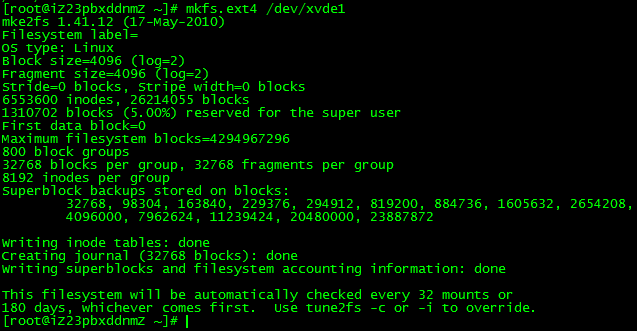 [root@iZ23pbxddnmZ ~]# mkfs.ext4 /dev/xvde1
mke2fs 1.41.12 (17-May-2010)
Filesystem label=
OS type: Linux
Block size=4096 (log=2)
Fragment size=4096 (log=2)
Stride=0 blocks, Stripe width=0 blocks
6553600 inodes, 26214055 blocks
1310702 blocks (5.00%) reserved for the super user
First data block=0
Maximum filesystem blocks=4294967296
800 block groups
32768 blocks per group, 32768 fragments per group
8192 inodes per group
Superblock backups stored on blocks:
32768, 98304, 163840, 229376, 294912, 819200, 884736, 1605632, 2654208,
4096000, 7962624, 11239424, 20480000, 23887872
Writing inode tables: done
Creating journal (32768 blocks): done
Writing superblocks and filesystem accounting information: done
This filesystem will be automatically checked every 32 mounts or
180 days, whichever comes first.  Use tune2fs -c or -i to override.
[root@iZ23pbxddnmZ ~]#